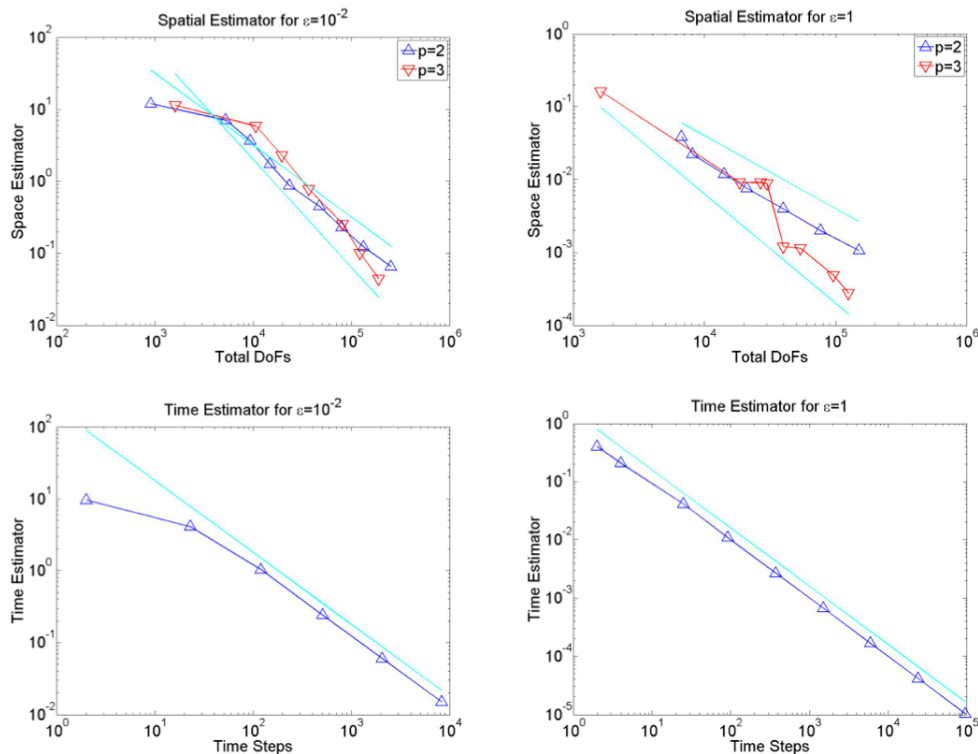 Spatial Estimator for ε=10⁻²
10²
10¹
10⁰
10⁻¹
10⁻²
Space Estimator
p=2
p=3
10² 10³ 10⁴ 10⁵ 10⁶
Total DoFs
Spatial Estimator for ε=1
10⁰
10⁻¹
10⁻²
10⁻³
10⁻⁴
Space Estimator
p=2
p=3
10³ 10⁴ 10⁵ 10⁶
Total DoFs
Time Estimator for ε=10⁻²
10²
10¹
10⁰
10⁻¹
10⁻²
Time Estimator
10⁰ 10¹ 10² 10³ 10⁴
Time Steps
Time Estimator for ε=1
10⁰
10⁻¹
10⁻²
10⁻³
10⁻⁴
10⁻⁵
Time Estimator
10⁰ 10¹ 10² 10³ 10⁴ 10⁵
Time Steps